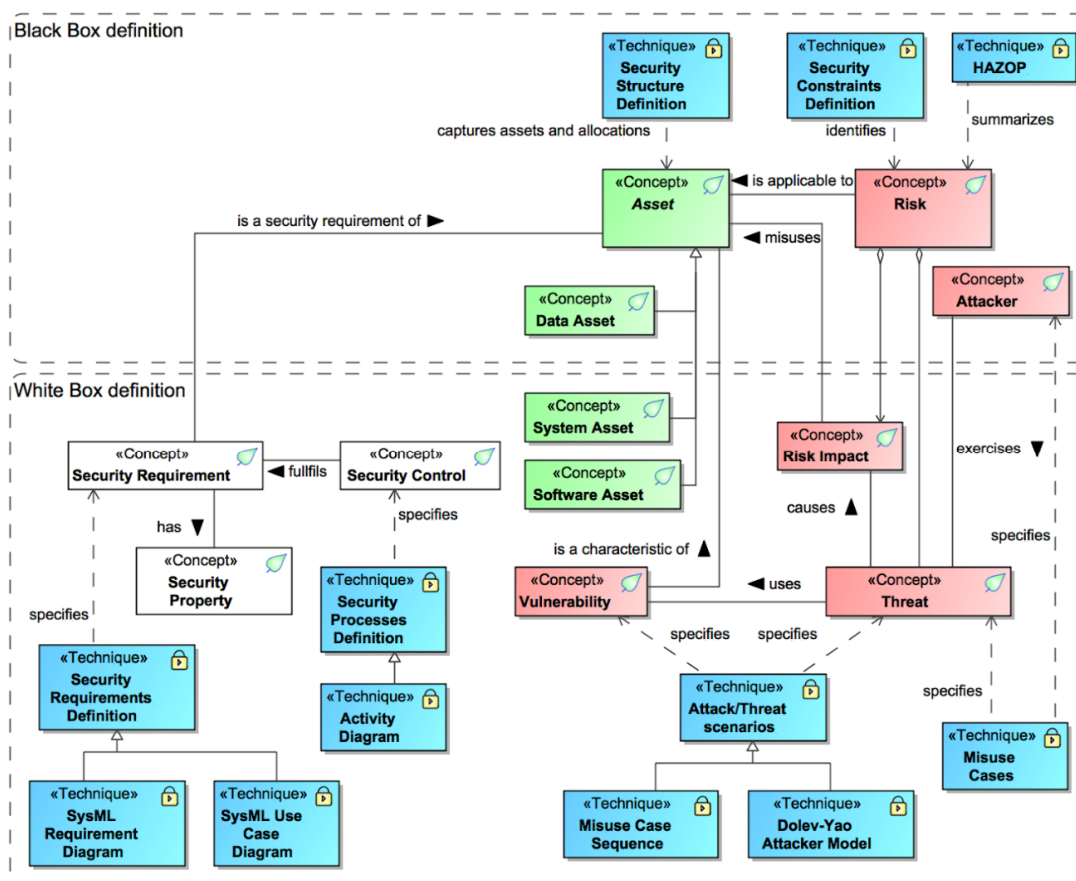 Black Box definition
«Technique»
Security
Structure
Definition
«Technique»
Security
Constraints
Definition
«Technique»
HAZOP
captures assets and allocations
identifies
summarizes
«Concept»
Asset
is applicable to
«Concept»
Risk
is a security requirement of
misuses
«Concept»
Attacker
«Concept»
Data Asset
White Box definition
«Concept»
System Asset
«Concept»
Security Requirement
fullfils
«Concept»
Security Control
«Concept»
Risk Impact
exercises
«Concept»
Software Asset
causes
specifies
has
specifies
is a characteristic of
«Concept»
Security
Property
«Technique»
Security
Processes
Definition
«Concept»
Vulnerability
uses
«Concept»
Threat
specifies
specifies
specifies
«Technique»
Security
Requirements
Definition
«Technique»
Activity
Diagram
«Technique»
Attack/Threat
scenarios
specifies
«Technique»
Misuse
Cases
«Technique»
SysML
Requirement
Diagram
«Technique»
SysML Use
Case
Diagram
«Technique»
Misuse Case
Sequence
«Technique»
Dolev-Yao
Attacker Model